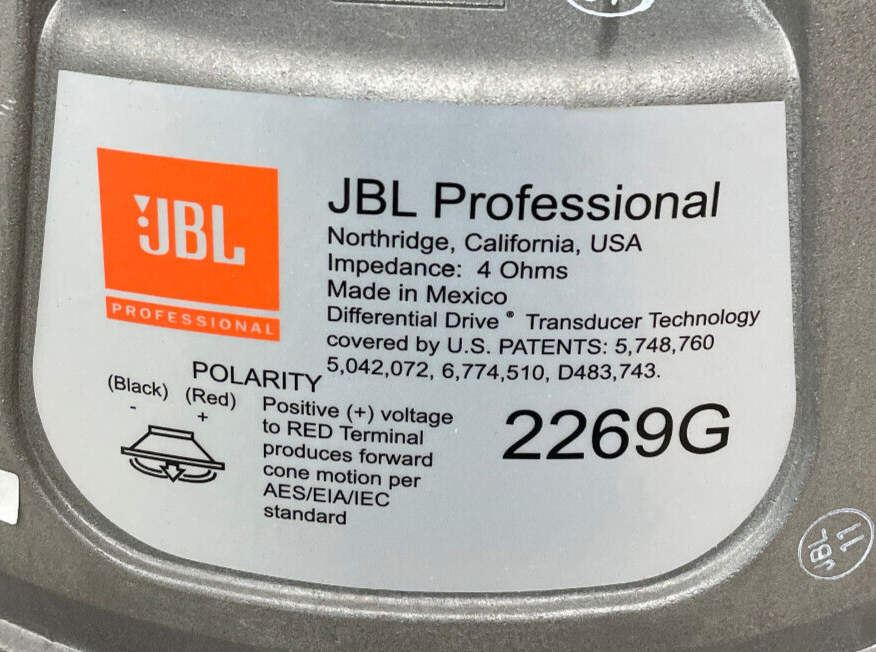 JBL
PROFESSIONAL
JBL Professional
Northridge, California, USA
Impedance: 4 Ohms
Made in Mexico
Differential Drive ® Transducer Technology
covered by U.S. PATENTS: 5,748,760
5,042,072, 6,774,510, D483,743.
POLARITY
(Black) (Red)
- +
Positive (+) voltage
to RED Terminal
produces forward
cone motion per
AES/EIA/IEC
standard
2269G
JBL
11